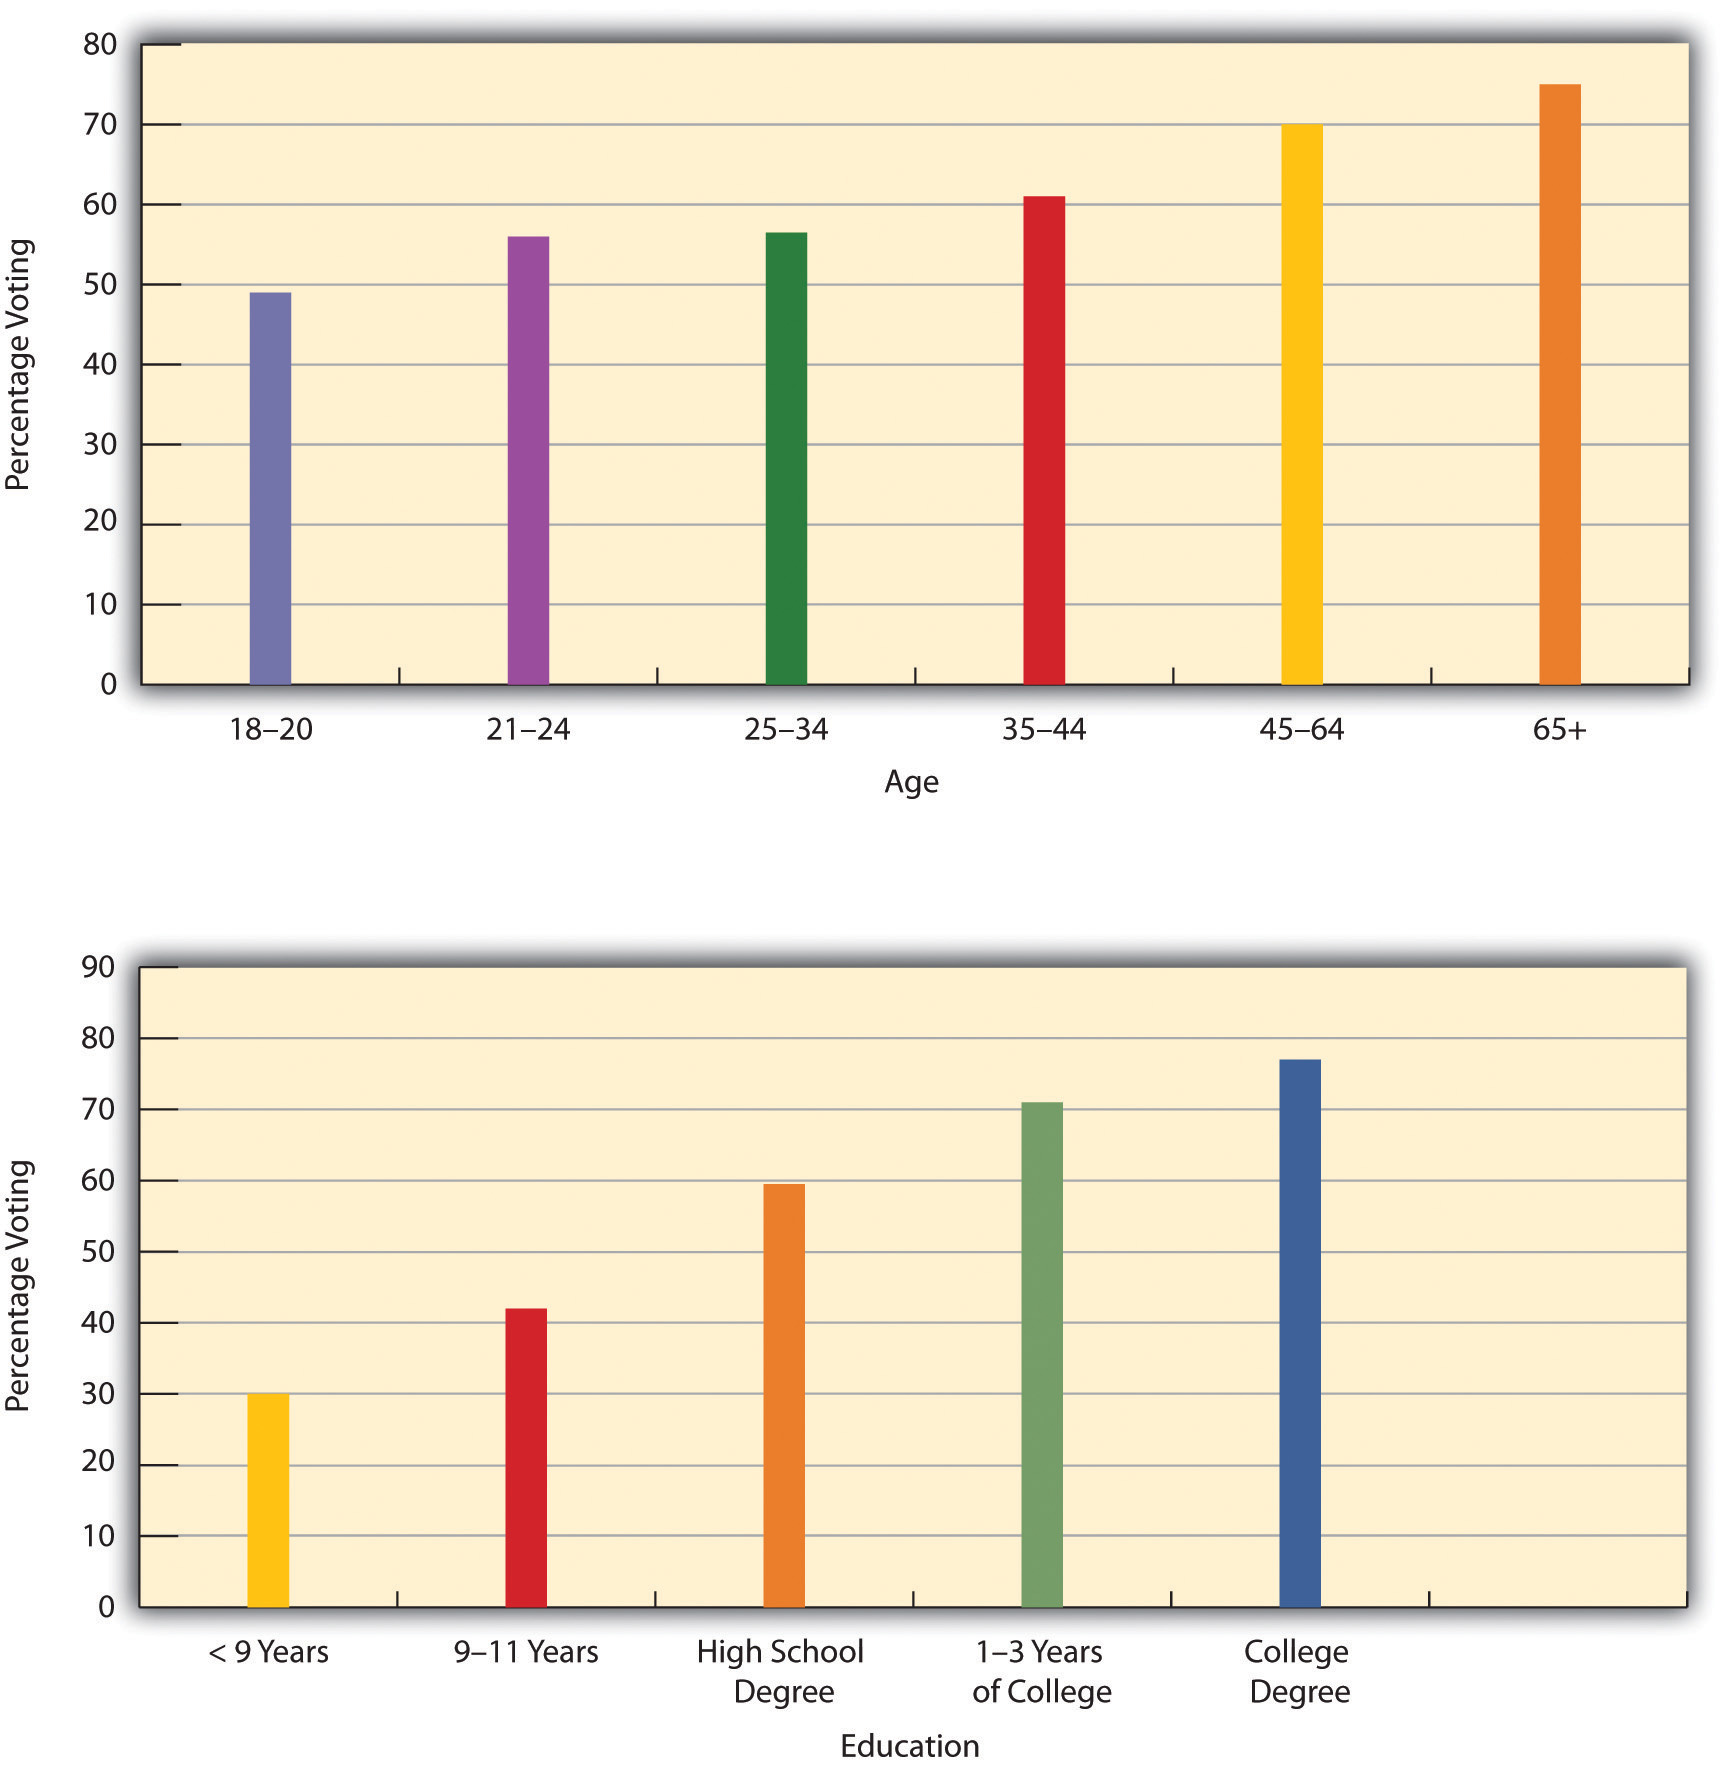 80
70
60
50
40
30
20
10
0
Percentage Voting
18–20 21–24 25–34 35–44 45–64 65+
Age
90
80
70
60
50
40
30
20
10
0
Percentage Voting
< 9 Years 9–11 Years High School 1–3 Years College
Degree of College Degree
Education